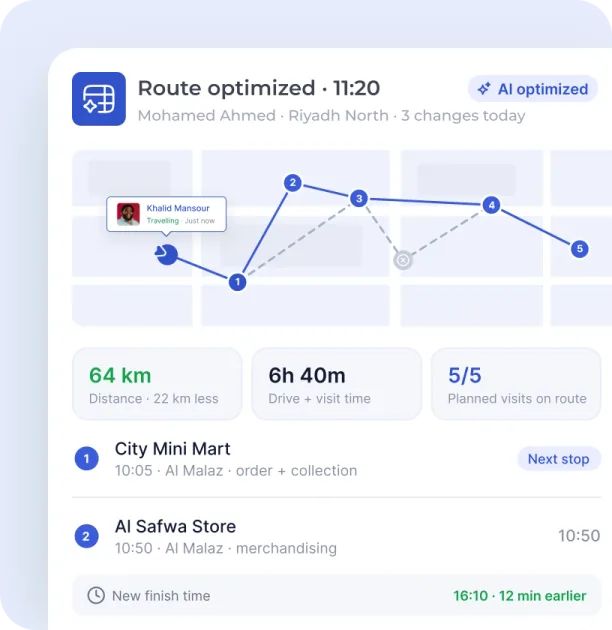 Route optimized · 11:20
AI optimized
Mohamed Ahmed · Riyadh North · 3 changes today
Khalid Mansour
Travelling · Just now
2
3
4
5
1
64 km
Distance · 22 km less
6h 40m
Drive + visit time
5/5
Planned visits on route
1
City Mini Mart
10:05 · Al Malaz · order + collection
Next stop
2
Al Safwa Store
10:50 · Al Malaz · merchandising
10:50
New finish time
16:10 · 12 min earlier